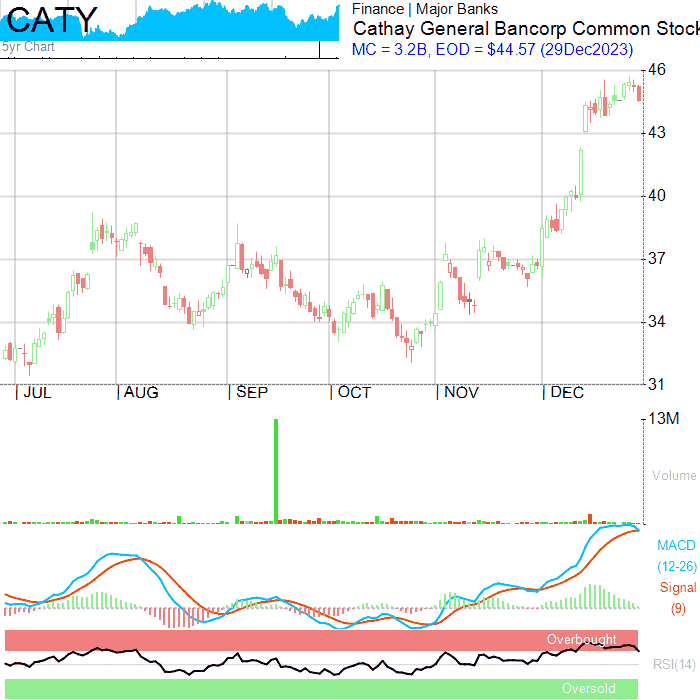 CATY
5yr Chart
Finance | Major Banks
Cathay General Bancorp Common Stock
MC = 3.2B, EOD = $44.57 (29Dec2023)
46
43
40
37
34
31
JUL AUG SEP OCT NOV DEC
13M
Volume
MACD
(12-26)
Signal
(9)
Overbought
RSI(14)
Oversold